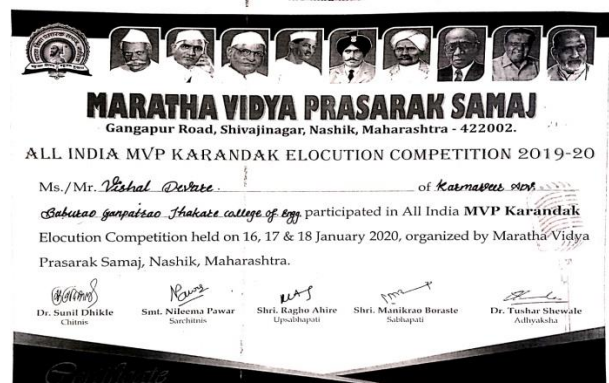 MARATHA VIDYA PRASARAK SAMAJ
Gangapur Road, Shivajinagar, Nashik, Maharashtra - 422002.
ALL INDIA MVP KARANDAK ELOCUTION COMPETITION 2019-20
Ms./Mr. Vishal Devare. of Karmaveer Adv.
Baburao Ganpatrao Thakare college of Engg. participated in All India MVP Karandak
Elocution Competition held on 16, 17 & 18 January 2020, organized by Maratha Vidya
Prasarak Samaj, Nashik, Maharashtra.
Dr. Sunil Dhikle Smt. Nileema Pawar Shri. Ragho Ahire Shri. Manikrao Boraste Dr. Tushar Shewale
Chitnis Sarchitnis Upsabhapati Sabhapati Adhyaksha
Certificate